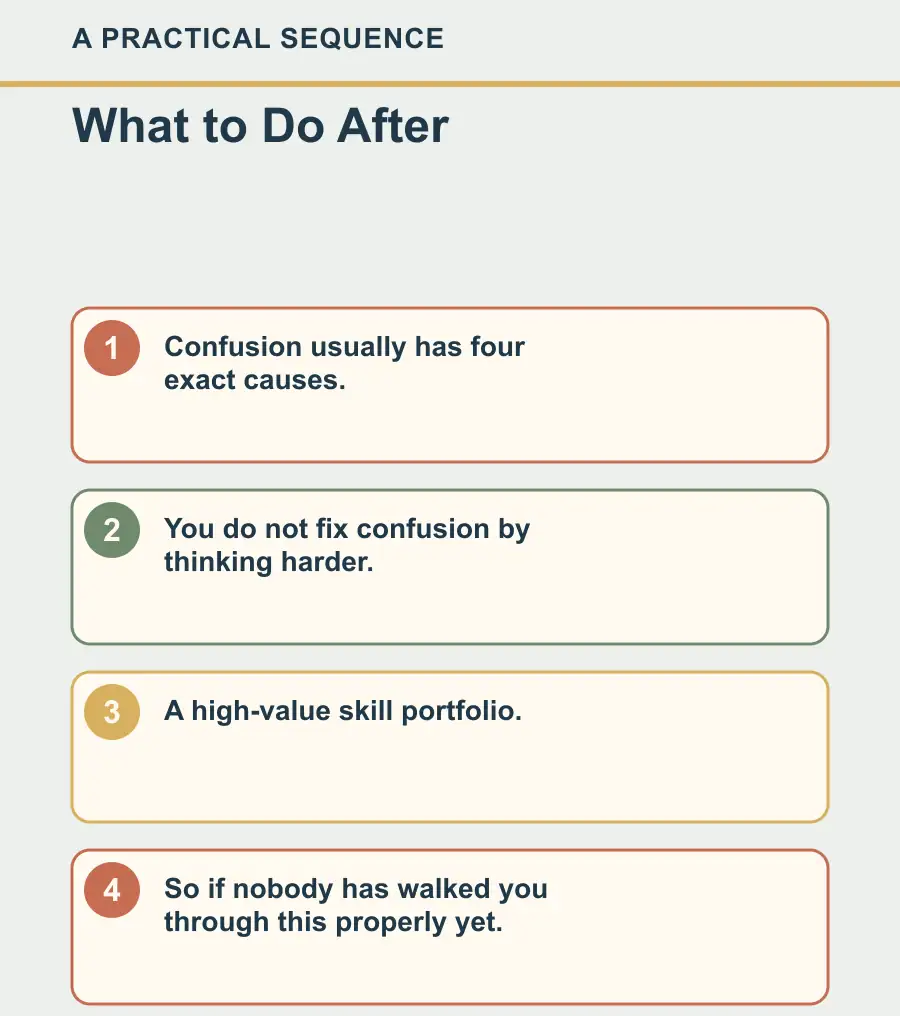 A PRACTICAL SEQUENCE
What to Do After
1
Confusion usually has four
exact causes.
2
You do not fix confusion by
thinking harder.
3
A high-value skill portfolio.
4
So if nobody has walked you
through this properly yet.